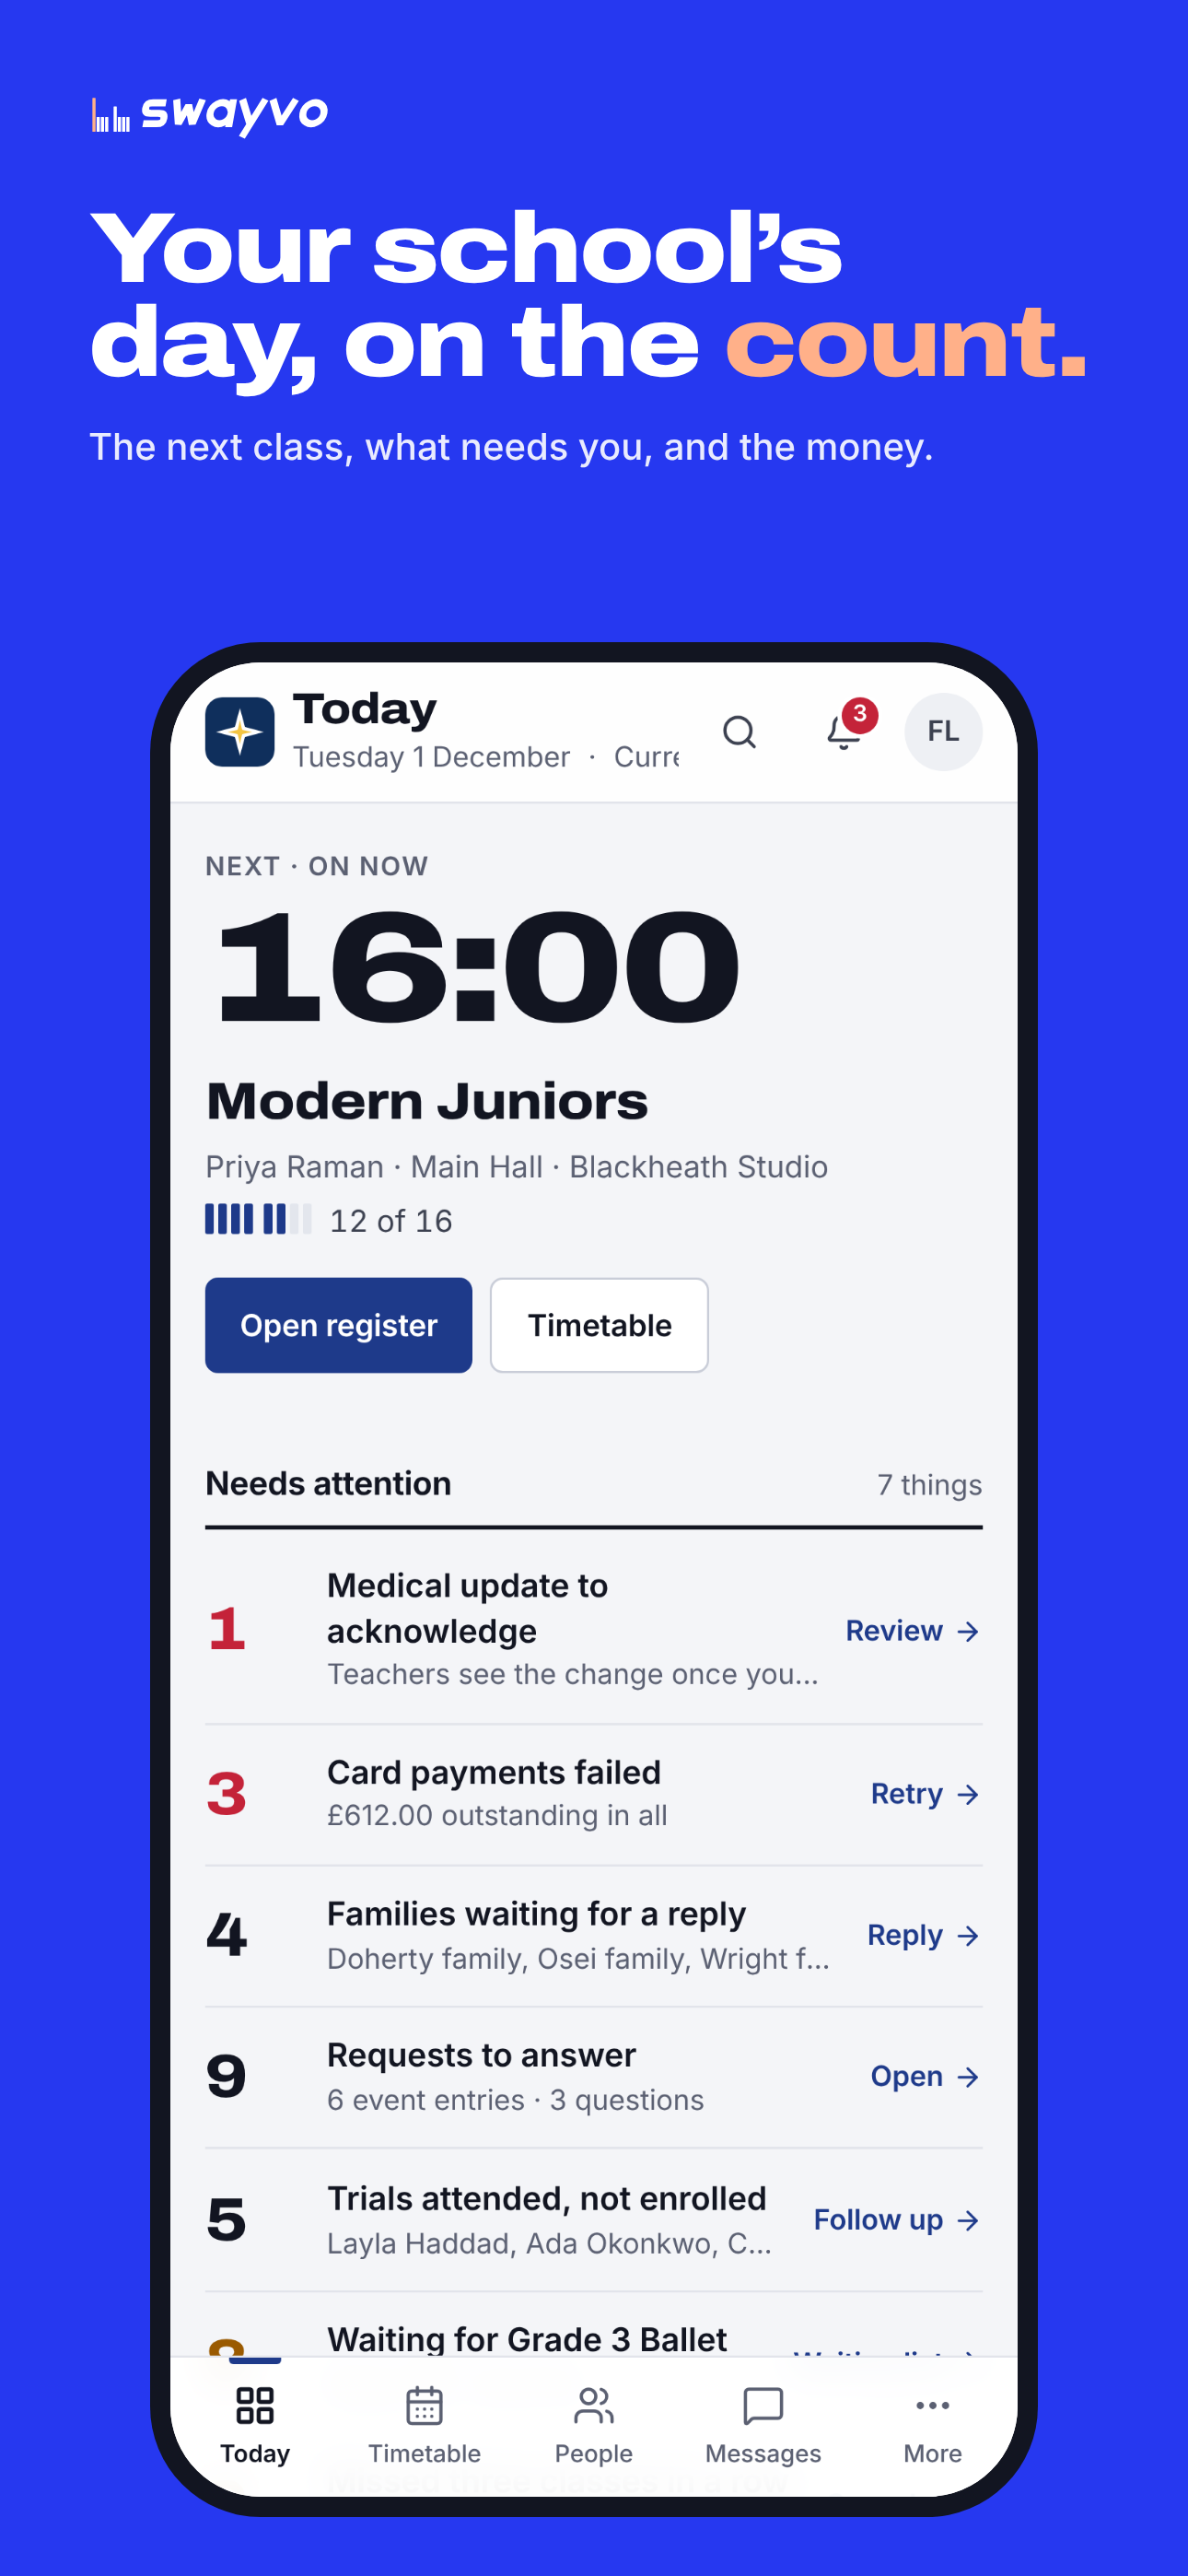 swayvo
Your school’s
day, on the count.
The next class, what needs you, and the money.
Today
Tuesday 1 December ·
3
FL
NEXT · ON NOW
16:00
Modern Juniors
Priya Raman · Main Hall · Blackheath Studio
12 of 16
Open register
Timetable
Needs attention
7 things
1
Medical update to
acknowledge
Teachers see the change once you...
Review →
3
Card payments failed
£612.00 outstanding in all
Retry →
4
Families waiting for a reply
Doherty family, Osei family, Wright f...
Reply →
9
Requests to answer
6 event entries · 3 questions
Open →
5
Trials attended, not enrolled
Layla Haddad, Ada Okonkwo, C...
Follow up →
Waiting for Grade 3 Ballet
Today
Timetable
People
Messages
More
Missed three classes in a row